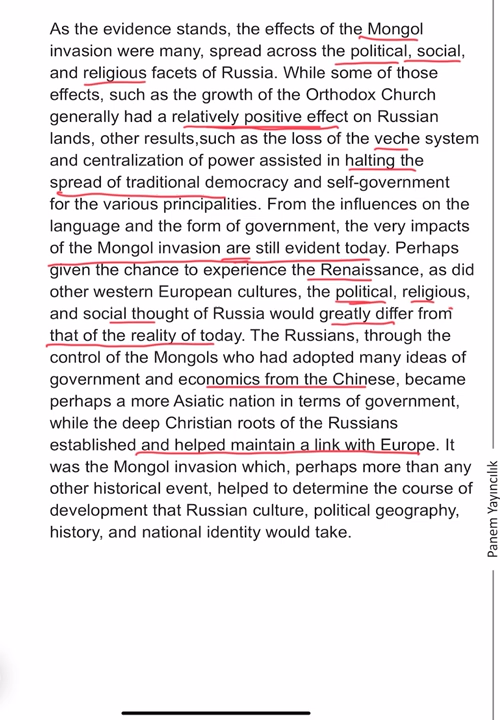 As the evidence stands, the effects of the Mongol
invasion were many, spread across the political, social,
and religious facets of Russia. While some of those
effects, such as the growth of the Orthodox Church
generally had a relatively positive effect on Russian
lands, other results,such as the loss of the veche system
and centralization of power assisted in halting the
spread of traditional democracy and self-government
for the various principalities. From the influences on the
language and the form of government, the very impacts
of the Mongol invasion are still evident today. Perhaps
given the chance to experience the Renaissance, as did
other western European cultures, the political, religious,
and social thought of Russia would greatly differ from
that of the reality of today. The Russians, through the
control of the Mongols who had adopted many ideas of
government and economics from the Chinese, became
perhaps a more Asiatic nation in terms of government,
while the deep Christian roots of the Russians
established and helped maintain a link with Europe. It
was the Mongol invasion which, perhaps more than any
other historical event, helped to determine the course of
development that Russian culture, political geography,
history, and national identity would take.
Panem Yayıncılık